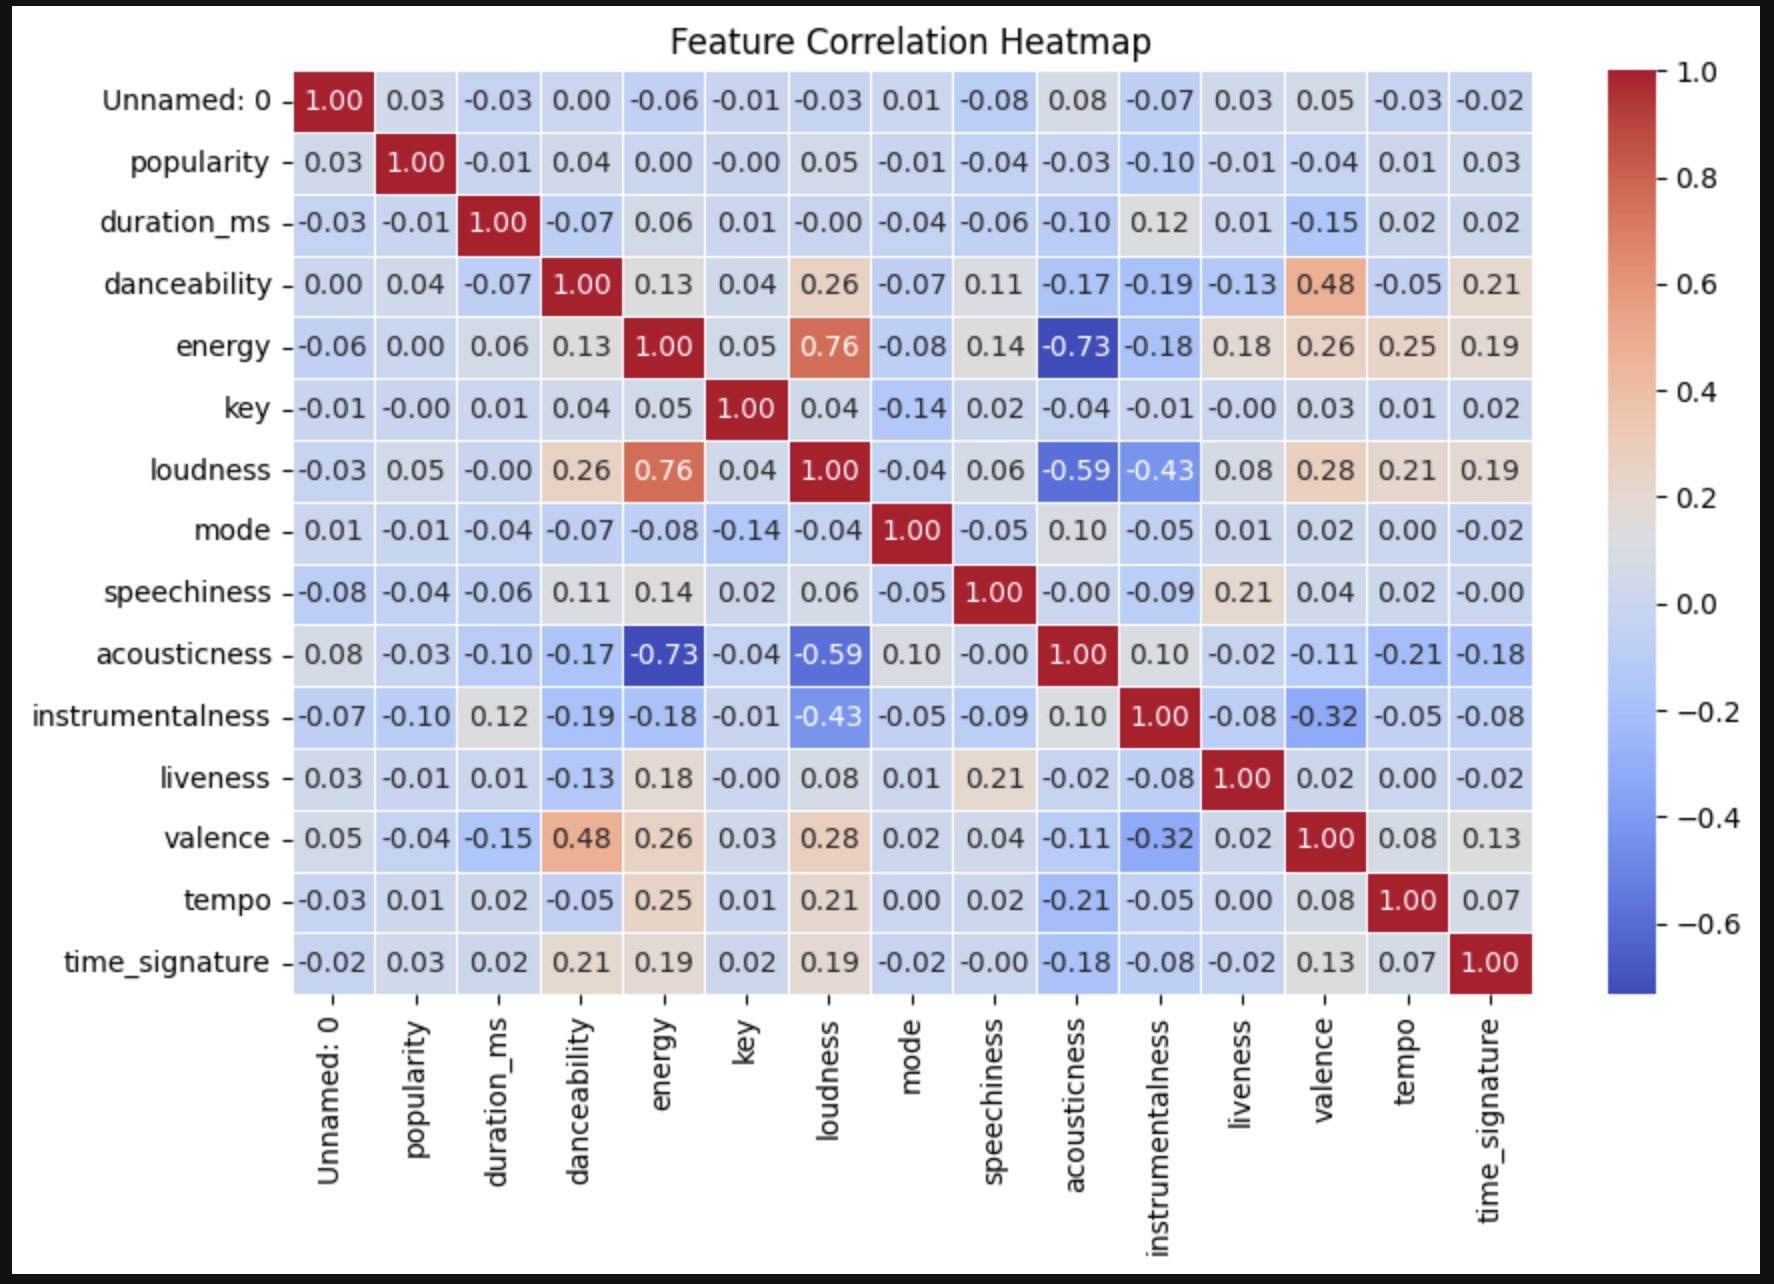 Feature Correlation Heatmap
Unnamed: 0 1.00 0.03 -0.03 0.00 -0.06 -0.01 -0.03 0.01 -0.08 0.08 -0.07 0.03 0.05 -0.03 -0.02
popularity 0.03 1.00 -0.01 0.04 0.00 -0.00 0.05 -0.01 -0.04 -0.03 -0.10 -0.01 -0.04 0.01 0.03
duration_ms -0.03 -0.01 1.00 -0.07 0.06 0.01 -0.00 -0.04 -0.06 -0.10 0.12 0.01 -0.15 0.02 0.02
danceability 0.00 0.04 -0.07 1.00 0.13 0.04 0.26 -0.07 0.11 -0.17 -0.19 -0.13 0.48 -0.05 0.21
energy -0.06 0.00 0.06 0.13 1.00 0.05 0.76 -0.08 0.14 -0.73 -0.18 0.18 0.26 0.25 0.19
key -0.01 -0.00 0.01 0.04 0.05 1.00 0.04 -0.14 0.02 -0.04 -0.01 -0.00 0.03 0.01 0.02
loudness -0.03 0.05 -0.00 0.26 0.76 0.04 1.00 -0.04 0.06 -0.59 -0.43 0.08 0.28 0.21 0.19
mode 0.01 -0.01 -0.04 -0.07 -0.08 -0.14 -0.04 1.00 -0.05 0.10 -0.05 0.01 0.02 0.00 -0.02
speechiness -0.08 -0.04 -0.06 0.11 0.14 0.02 0.06 -0.05 1.00 -0.00 -0.09 0.21 0.04 0.02 -0.00
acousticness 0.08 -0.03 -0.10 -0.17 -0.73 -0.04 -0.59 0.10 -0.00 1.00 0.10 -0.02 -0.11 -0.21 -0.18
instrumentalness -0.07 -0.10 0.12 -0.19 -0.18 -0.01 -0.43 -0.05 -0.09 0.10 1.00 -0.08 -0.32 -0.05 -0.08
liveness 0.03 -0.01 0.01 -0.13 0.18 -0.00 0.08 0.01 0.21 -0.02 -0.08 1.00 0.02 0.00 -0.02
valence 0.05 -0.04 -0.15 0.48 0.26 0.03 0.28 0.02 0.04 -0.11 -0.32 0.02 1.00 0.08 0.13
tempo -0.03 0.01 0.02 -0.05 0.25 0.01 0.21 0.00 0.02 -0.21 -0.05 0.00 0.08 1.00 0.07
time_signature -0.02 0.03 0.02 0.21 0.19 0.02 0.19 -0.02 -0.00 -0.18 -0.08 -0.02 0.13 0.07 1.00
Unnamed: 0
popularity
duration_ms
danceability
energy
key
loudness
mode
speechiness
acousticness
instrumentalness
liveness
valence
tempo
time_signature
1.0
0.8
0.6
0.4
0.2
0.0
−0.2
−0.4
−0.6